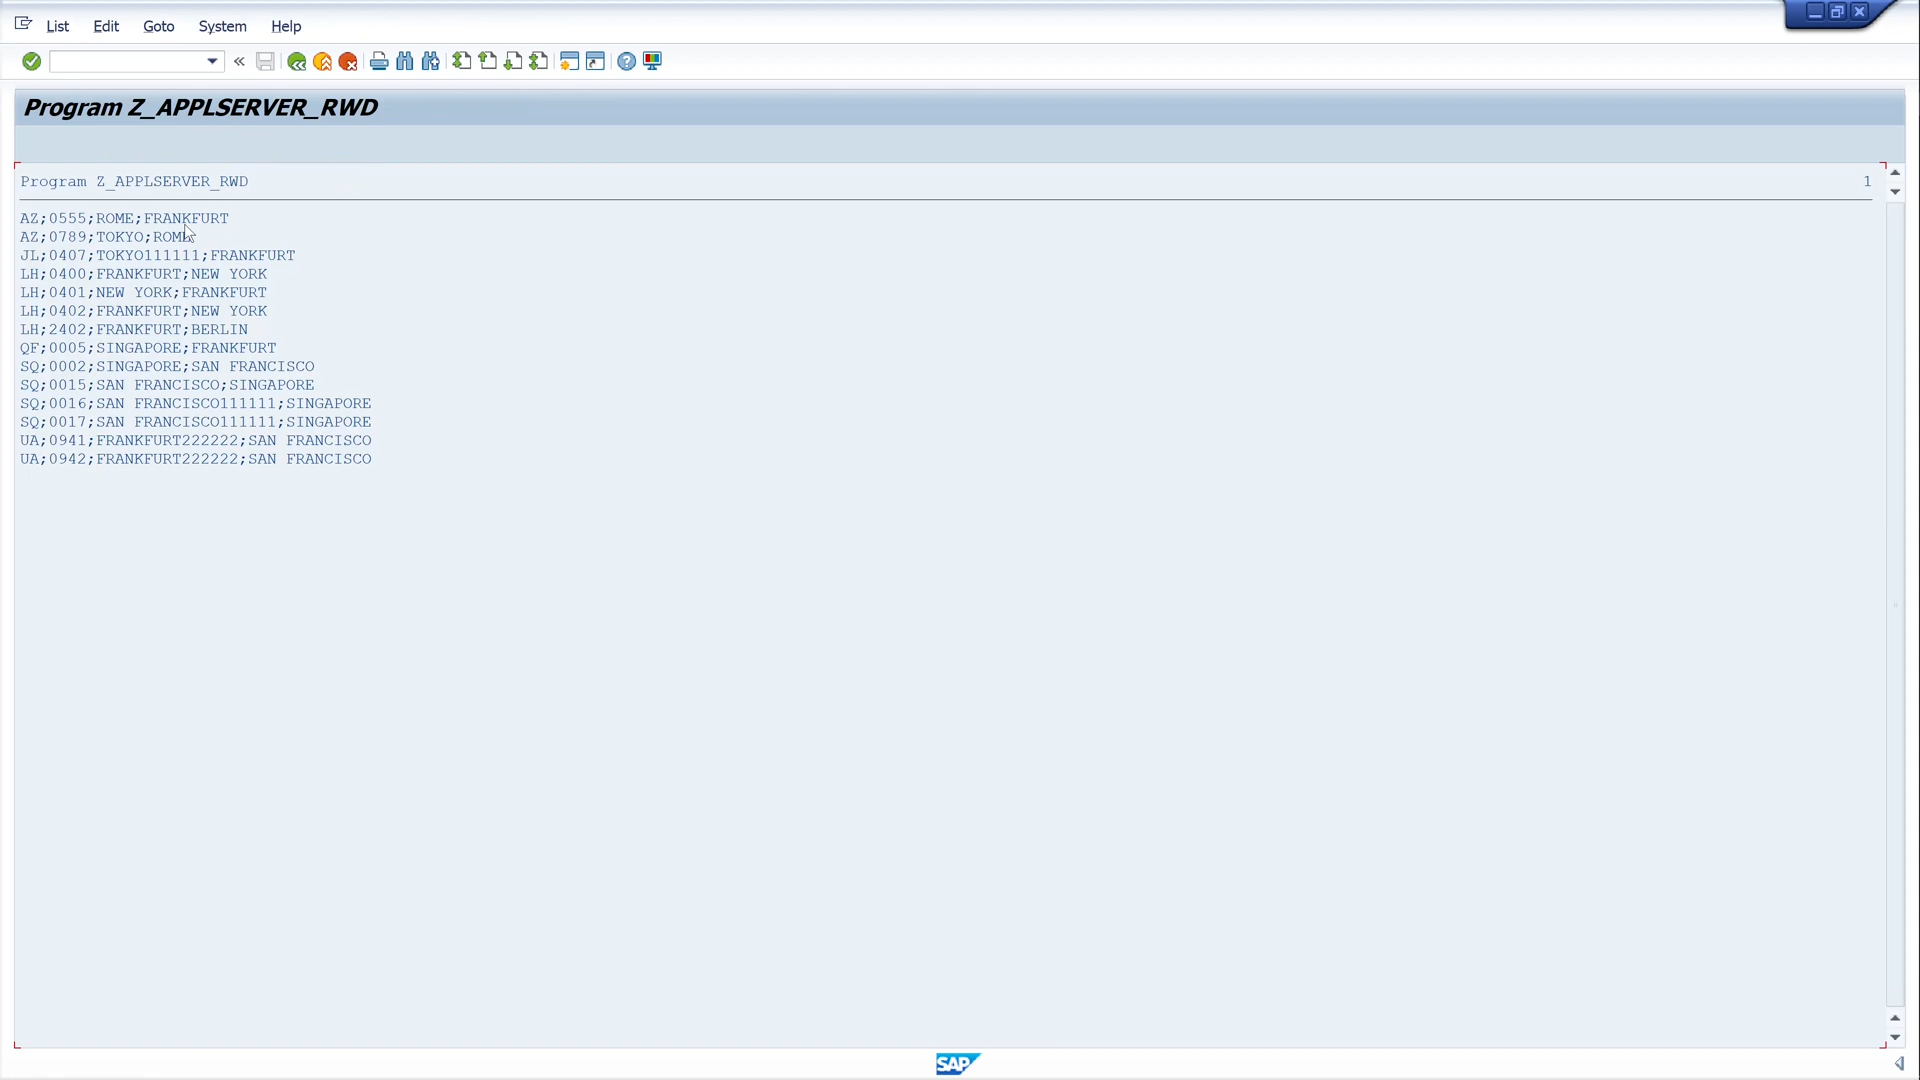 List Edit Goto System Help
Program Z_APPLSERVER_RWD
Program Z_APPLSERVER_RWD 1
AZ;0555;ROME;FRANKFURT
AZ;0789;TOKYO;ROME
JL;0407;TOKYO111111;FRANKFURT
LH;0400;FRANKFURT;NEW YORK
LH;0401;NEW YORK;FRANKFURT
LH;0402;FRANKFURT;NEW YORK
LH;2402;FRANKFURT;BERLIN
QF;0005;SINGAPORE;FRANKFURT
SQ;0002;SINGAPORE;SAN FRANCISCO
SQ;0015;SAN FRANCISCO;SINGAPORE
SQ;0016;SAN FRANCISCO111111;SINGAPORE
SQ;0017;SAN FRANCISCO111111;SINGAPORE
UA;0941;FRANKFURT222222;SAN FRANCISCO
UA;0942;FRANKFURT222222;SAN FRANCISCO
SAP